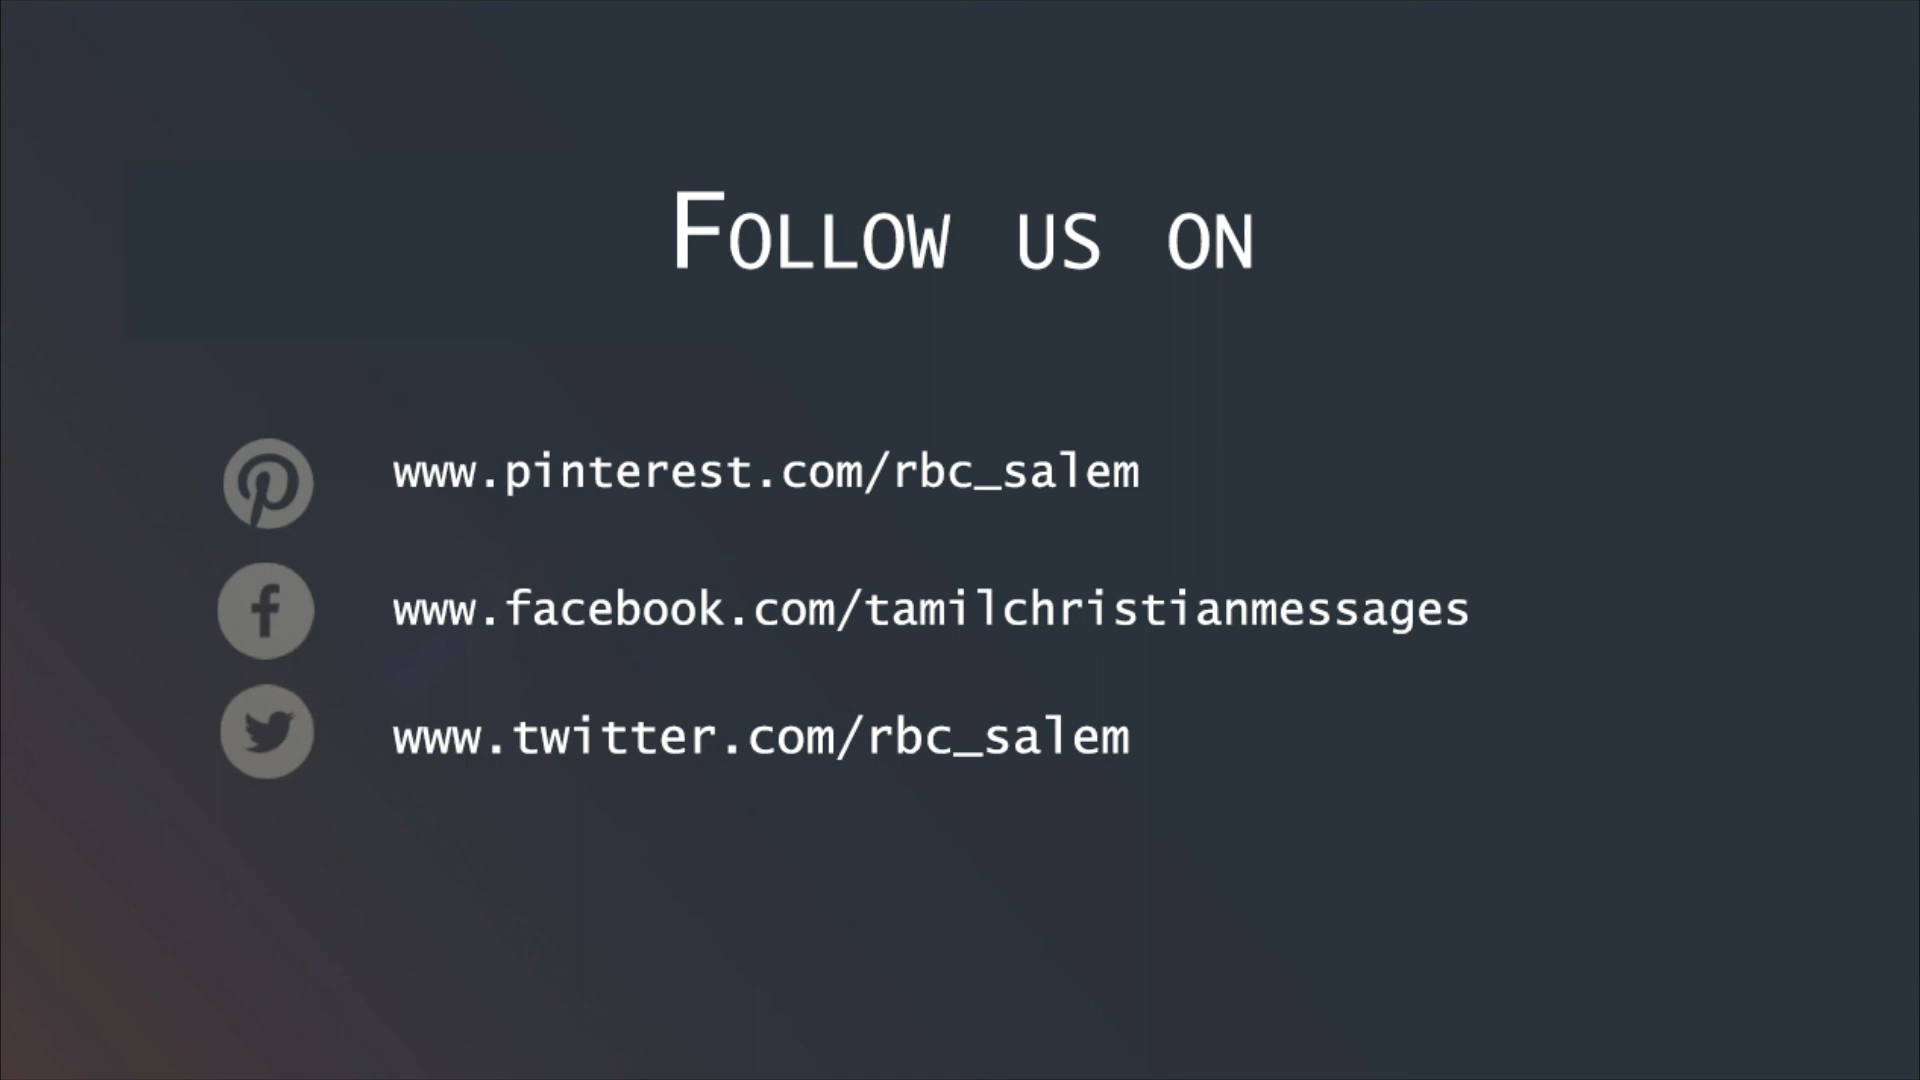 Follow us on
www.pinterest.com/rbc_salem
www.facebook.com/tamilchristianmessages
www.twitter.com/rbc_salem